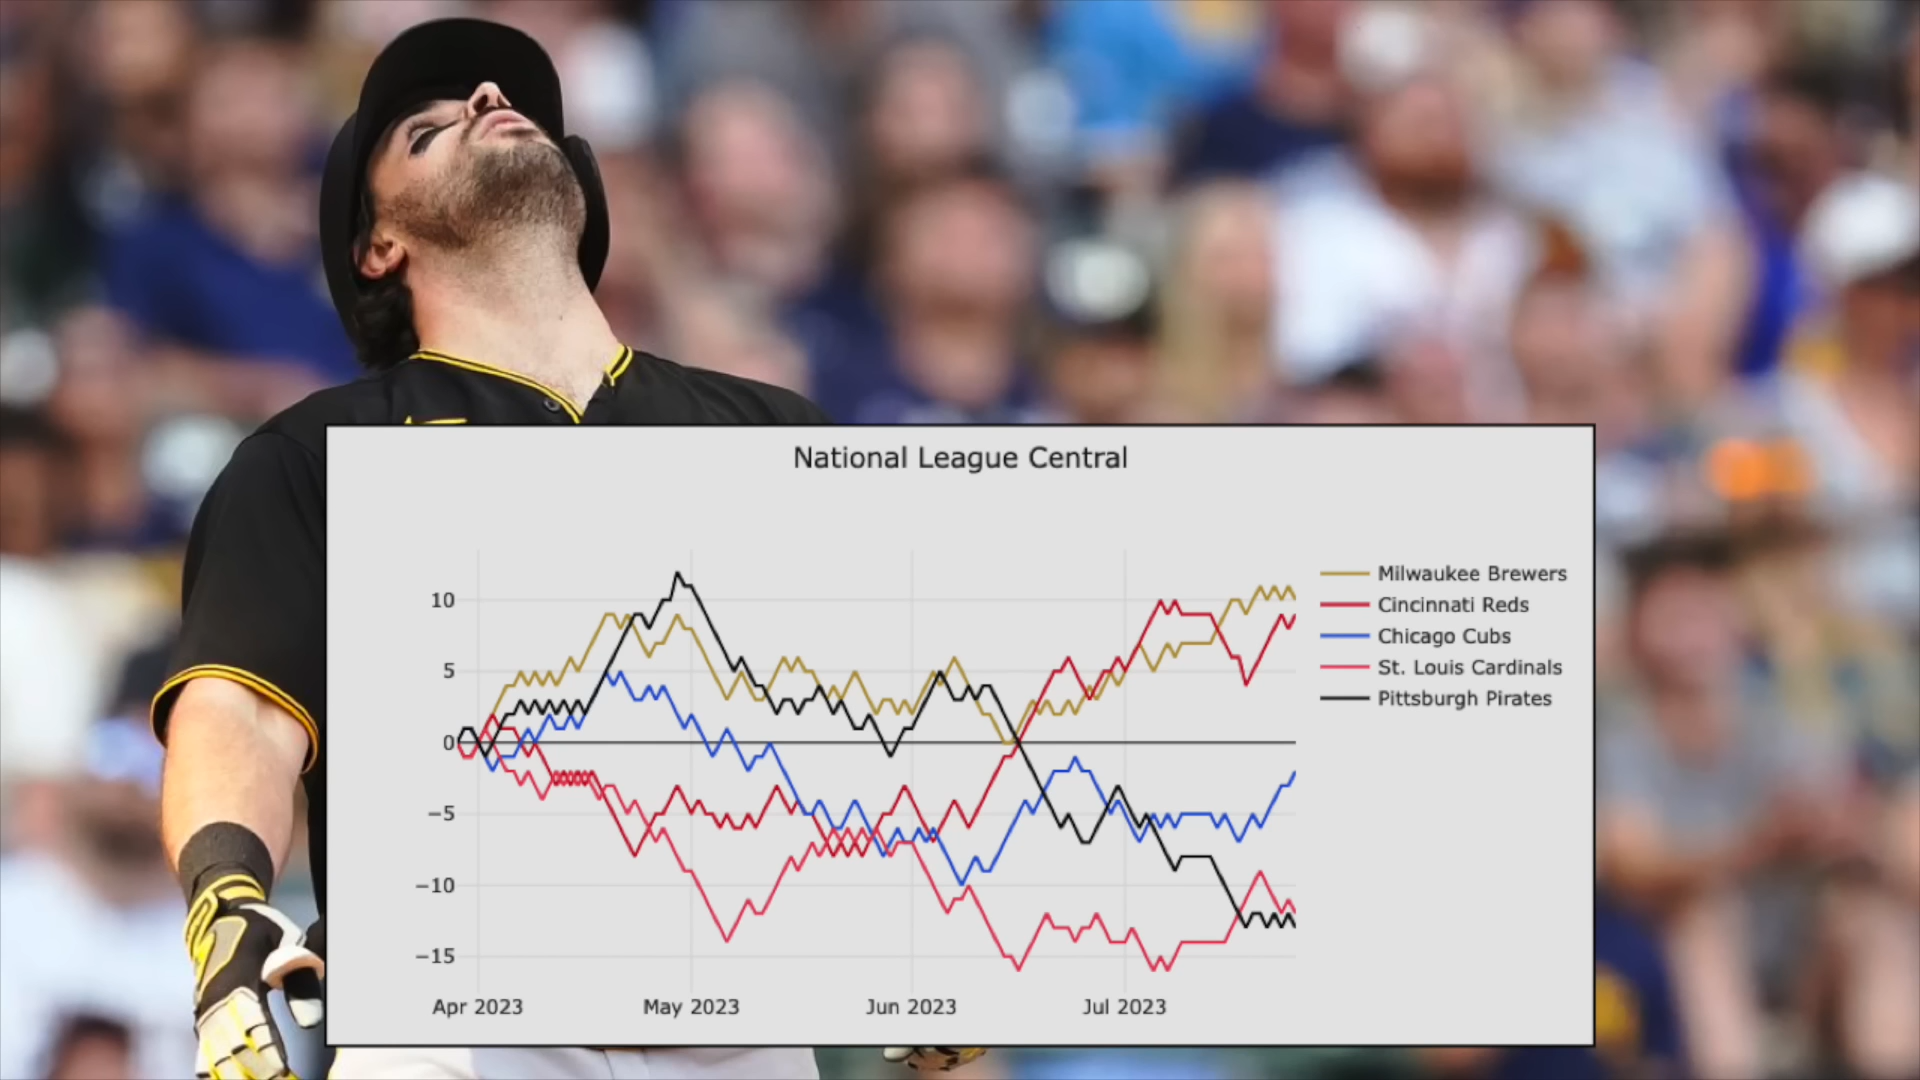 National League Central
10
5
0
−5
−10
−15
Apr 2023
May 2023
Jun 2023
Jul 2023
Milwaukee Brewers
Cincinnati Reds
Chicago Cubs
St. Louis Cardinals
Pittsburgh Pirates